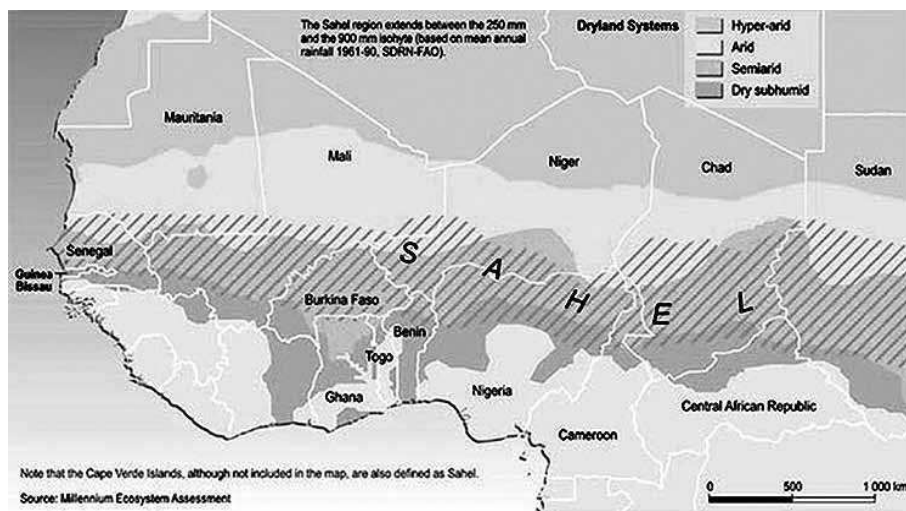 The Sahel region extends between the 250 mm
and the 900 mm isohyte (based on mean annual
rainfall 1961-90, SDRN-FAO).
Dryland Systems
Hyper-arid
Arid
Semiarid
Dry subhumid
Mauritania
Mali
Niger
Chad
Sudan
Senegal
Guinea
Bissau
S A H E L
Burkina Faso
Benin
Togo
Ghana
Nigeria
Cameroon
Central African Republic
Note that the Cape Verde Islands, although not included in the map, are also defined as Sahel.
Source: Millennium Ecosystem Assessment
0 500 1 000 km